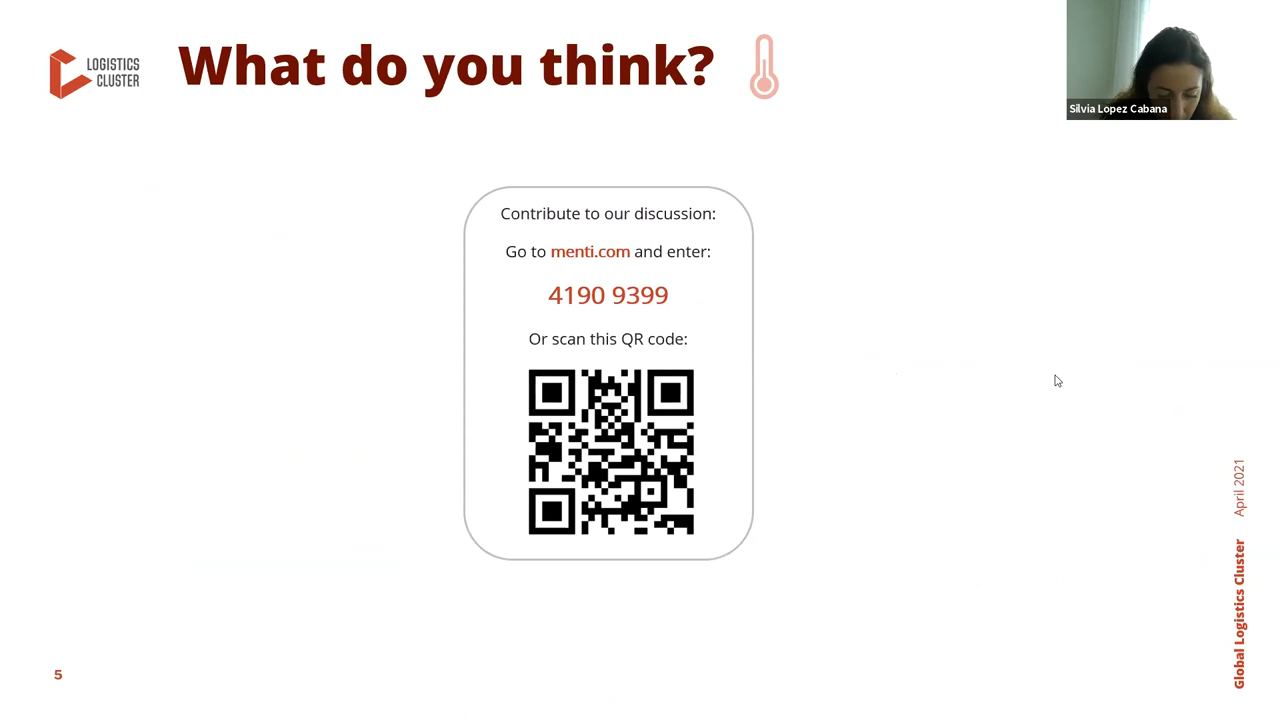 LOGISTICS
CLUSTER
What do you think?
Silvia Lopez Cabana
Contribute to our discussion:
Go to menti.com and enter:
4190 9399
Or scan this QR code:
Global Logistics Cluster April 2021
5